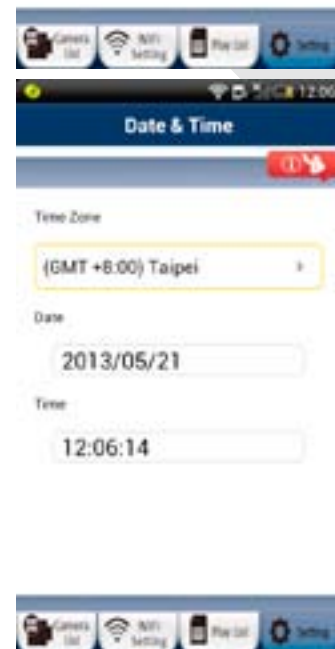 Camera List WiFi Setting Play List Setting
12:06
Date & Time
Time Zone
(GMT +8:00) Taipei
Date
2013/05/21
Time
12:06:14
Camera List WiFi Setting Play List Setting